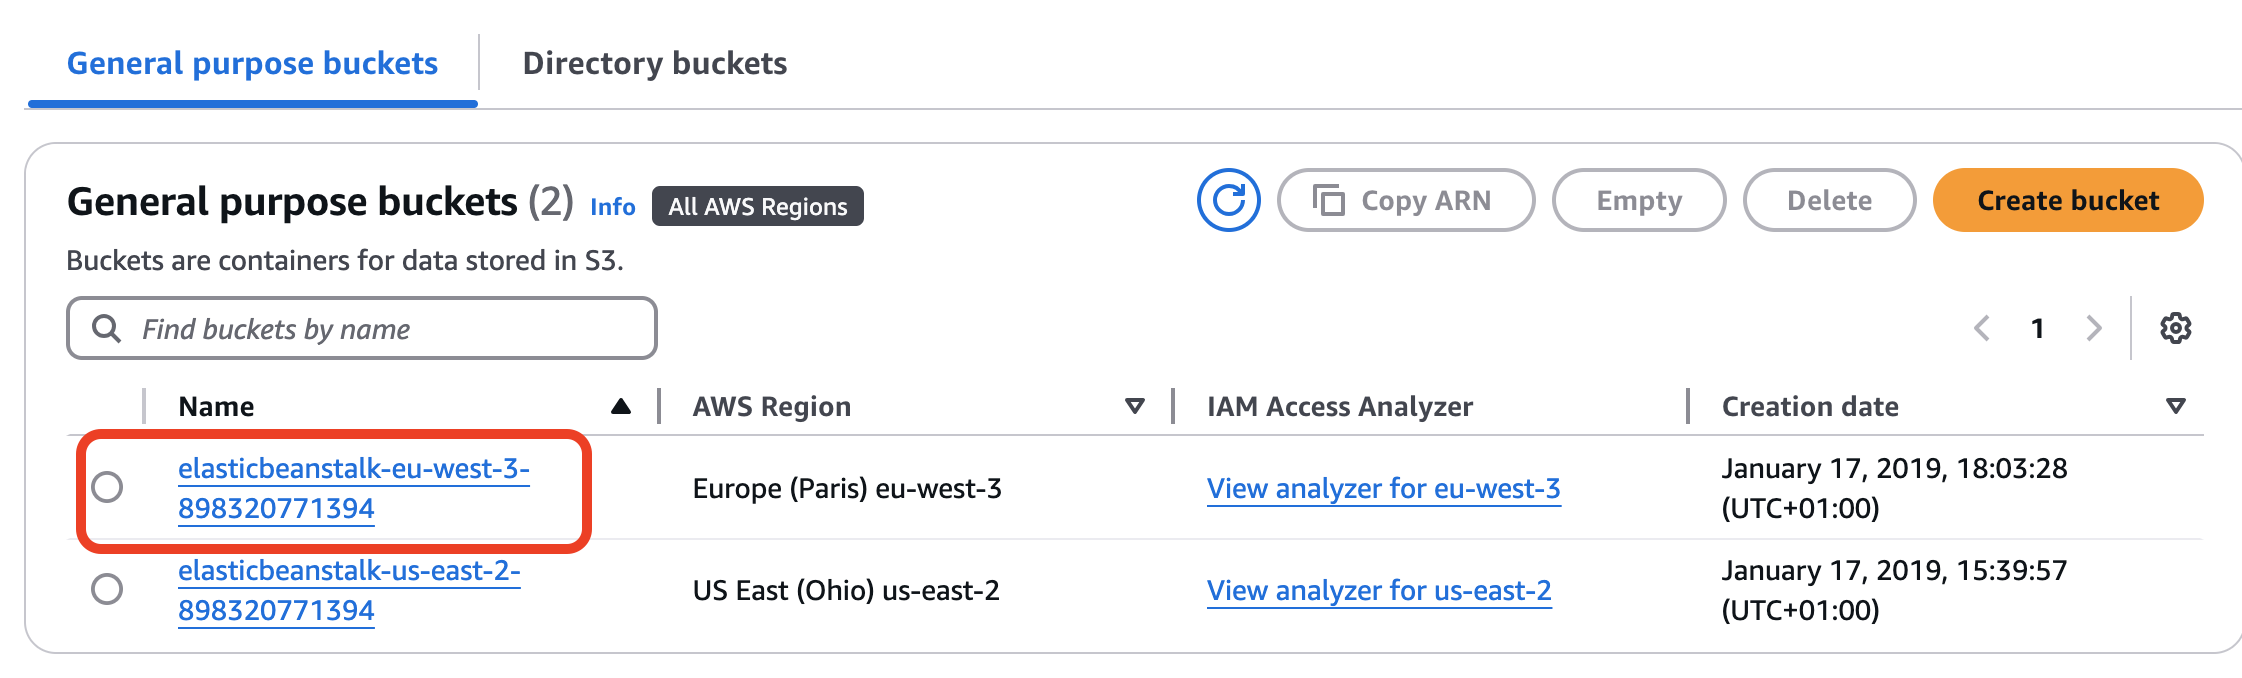 General purpose buckets
Directory buckets
General purpose buckets (2) Info All AWS Regions
Copy ARN
Empty
Delete
Create bucket
Buckets are containers for data stored in S3.
Find buckets by name
1
Name
AWS Region
IAM Access Analyzer
Creation date
elasticbeanstalk-eu-west-3-
898320771394
Europe (Paris) eu-west-3
View analyzer for eu-west-3
January 17, 2019, 18:03:28
(UTC+01:00)
elasticbeanstalk-us-east-2-
898320771394
US East (Ohio) us-east-2
View analyzer for us-east-2
January 17, 2019, 15:39:57
(UTC+01:00)